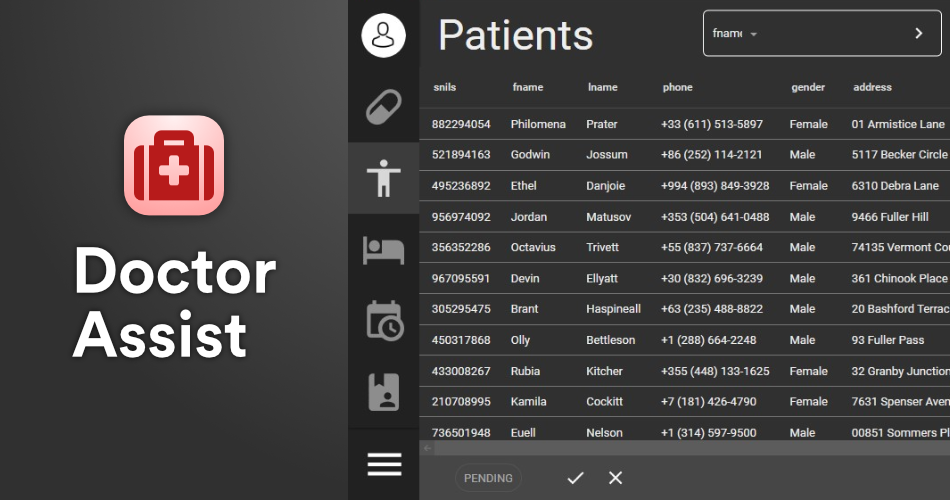 Doctor
Assist
Patients
fname
snils fname lname phone gender address
882294054 Philomena Prater +33 (611) 513-5897 Female 01 Armistice Lane
521894163 Godwin Jossum +86 (252) 114-2121 Male 5117 Becker Circle
495236892 Ethel Danjoie +994 (893) 849-3928 Female 6310 Debra Lane
956974092 Jordan Matusov +353 (504) 641-0488 Male 9466 Fuller Hill
356352286 Octavius Trivett +55 (837) 737-6664 Male 74135 Vermont Cou
967095591 Devin Ellyatt +30 (832) 696-3239 Male 361 Chinook Place
305295475 Brant Haspineall +63 (235) 488-8822 Male 20 Bashford Terrac
450317868 Olly Bettleson +1 (288) 664-2248 Male 93 Fuller Pass
433008267 Rubia Kitcher +355 (448) 133-1625 Female 32 Granby Junction
210708995 Kamila Cockitt +7 (181) 426-4790 Female 7631 Spenser Aven
736501948 Euell Nelson +1 (314) 597-9500 Male 00851 Sommers Pl
PENDING